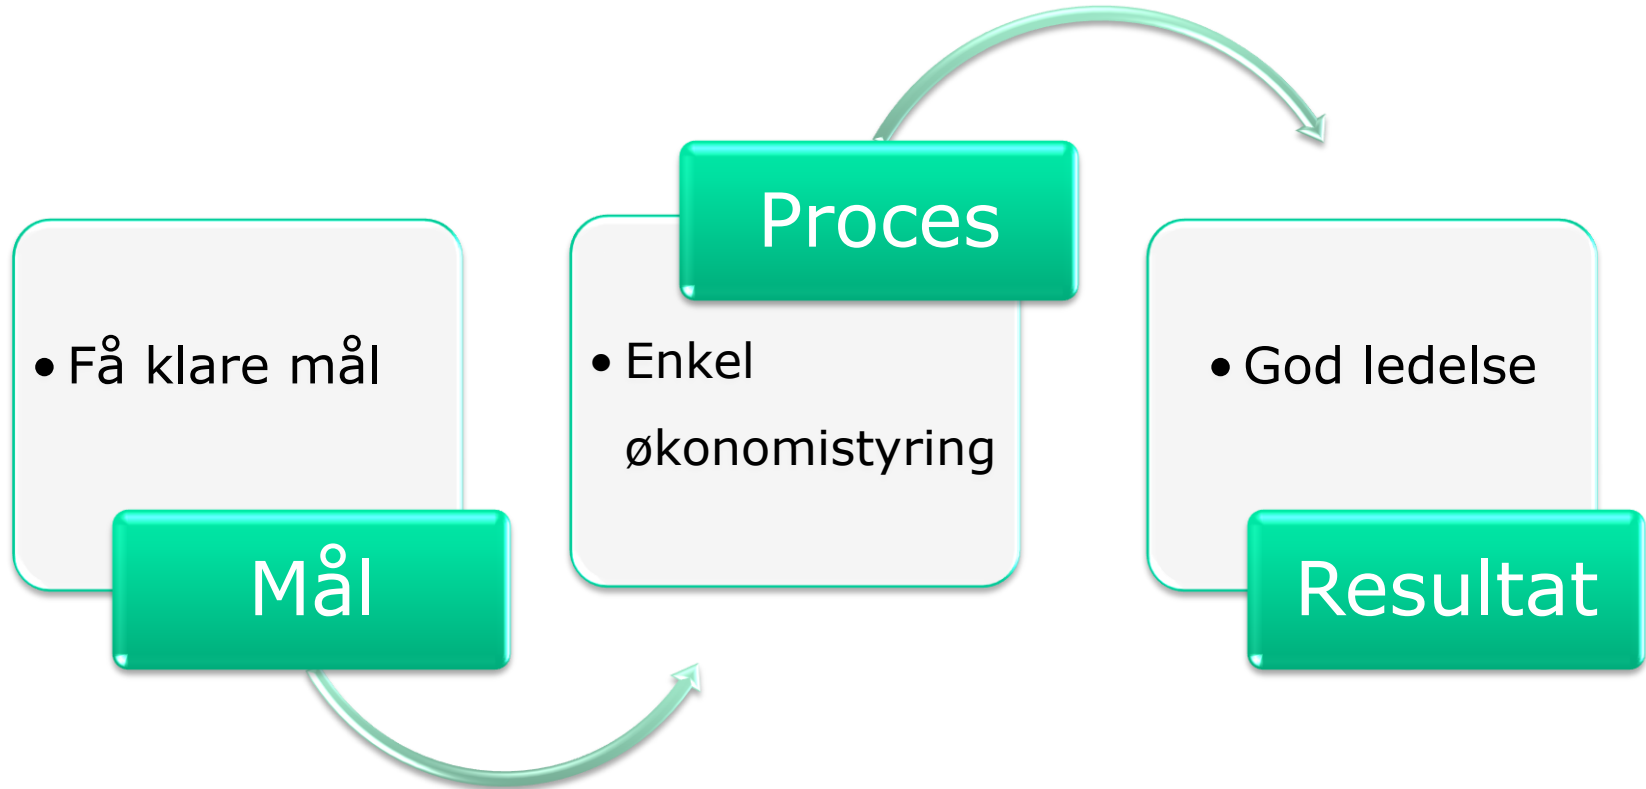 • Få klare mål
Mål
Proces
• Enkel
økonomistyring
• God ledelse
Resultat